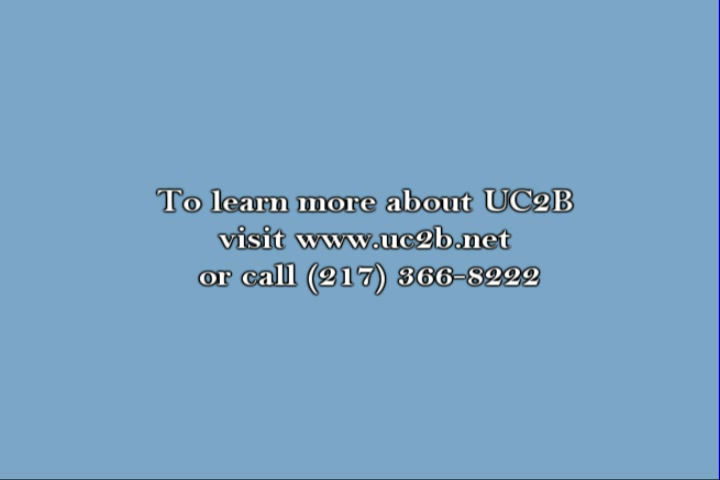 To learn more about UC2B
visit www.uc2b.net
or call (217) 366-8222